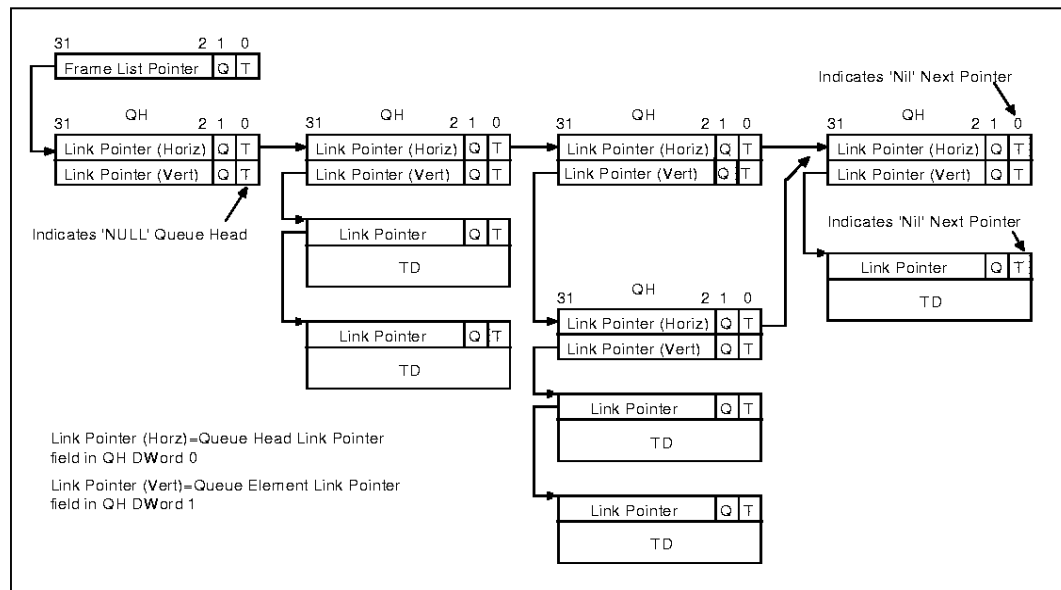 31 2 1 0
Frame List Pointer Q T
Indicates 'Nil' Next Pointer
QH QH QH QH
31 2 1 0 31 2 1 0 31 2 1 0 31 2 1 0
Link Pointer (Horiz) Q T Link Pointer (Horiz) Q T Link Pointer (Horiz) Q T Link Pointer (Horiz) Q T
Link Pointer (Vert) Q T Link Pointer (Vert) Q T Link Pointer (Vert) Q T Link Pointer (Vert) Q T
Indicates 'NULL' Queue Head
Link Pointer Q T
TD
Indicates 'Nil' Next Pointer
Link Pointer Q T
TD
QH
31 2 1 0
Link Pointer (Horiz) Q T
Link Pointer (Vert) Q T
Link Pointer Q T
TD
Link Pointer Q T
TD
Link Pointer Q T
TD
Link Pointer (Horz)=Queue Head Link Pointer
field in QH DWord 0
Link Pointer (Vert)=Queue Element Link Pointer
field in QH DWord 1